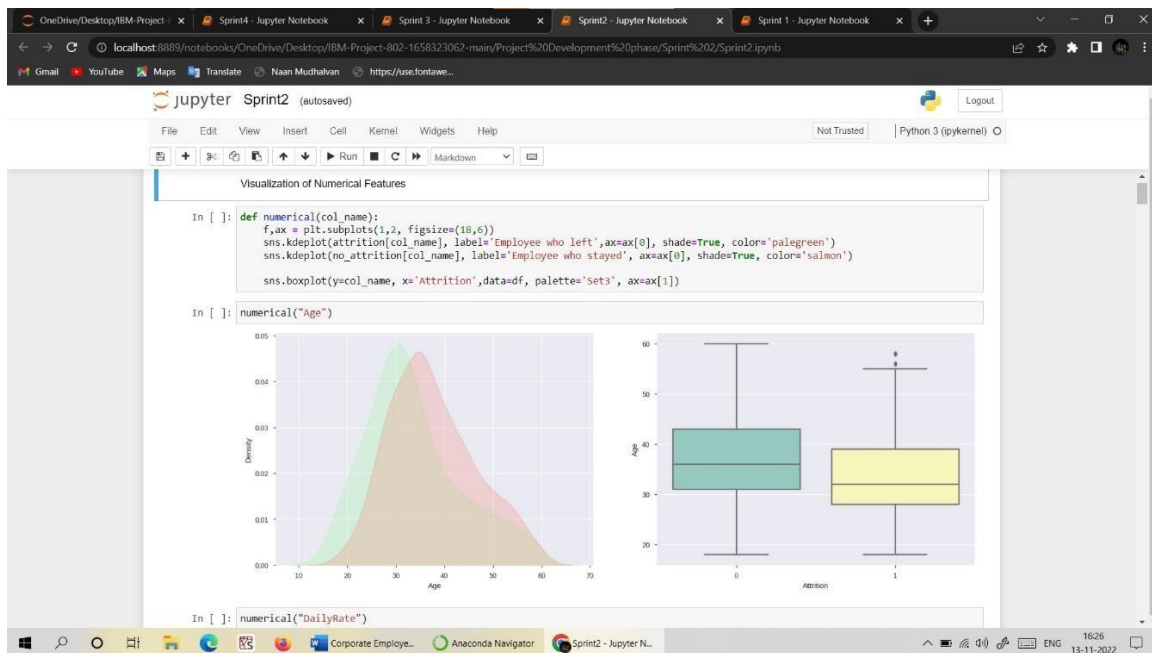 OneDrive/Desktop/IBM-Project- Sprint4 - Jupyter Notebook Sprint 3 - Jupyter Notebook Sprint2 - Jupyter Notebook Sprint 1 - Jupyter Notebook
localhost:8889/notebooks/OneDrive/Desktop/IBM-Project-802-1658323062-main/Project%20Development%20phase/Sprint%202/Sprint2.ipynb
Gmail YouTube Maps Translate Naan Mudhalvan https://use.fontawe...
jupyter Sprint2 (autosaved) Logout
File Edit View Insert Cell Kernel Widgets Help Not Trusted Python 3 (ipykernel)
Run Markdown
Visualization of Numerical Features
In [ ]: def numerical(col_name):
f,ax = plt.subplots(1,2, figsize=(18,6))
sns.kdeplot(attrition[col_name], label='Employee who left',ax=ax[0], shade=True, color='palegreen')
sns.kdeplot(no_attrition[col_name], label='Employee who stayed', ax=ax[0], shade=True, color='salmon')
sns.boxplot(y=col_name, x='Attrition',data=df, palette='Set3', ax=ax[1])
In [ ]: numerical("Age")
0.05
0.04
0.03
0.02
0.01
0.00
Density
10 20 30 40 50 60 70
Age
60
50
40
30
20
Age
0 1
Attrition
In [ ]: numerical("DailyRate")
Corporate Employe... Anaconda Navigator Sprint2 - Jupyter N... ENG 16:26
13-11-2022